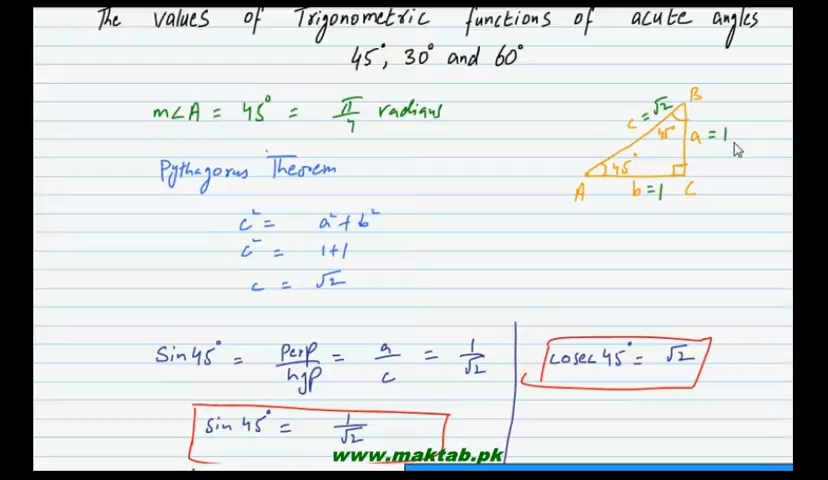 The values of Trigonometric functions of acute angles
45°, 30° and 60°
m∠A = 45° = π/4 radians
c = √2
B
45°
a = 1
45°
A
b = 1
C
Pythagorus Theorem
c² = a² + b²
c² = 1+1
c = √2
Sin 45° = perp/hyp = a/c = 1/√2
cosec 45° = √2
Sin 45° = 1/√2
www.maktab.pk